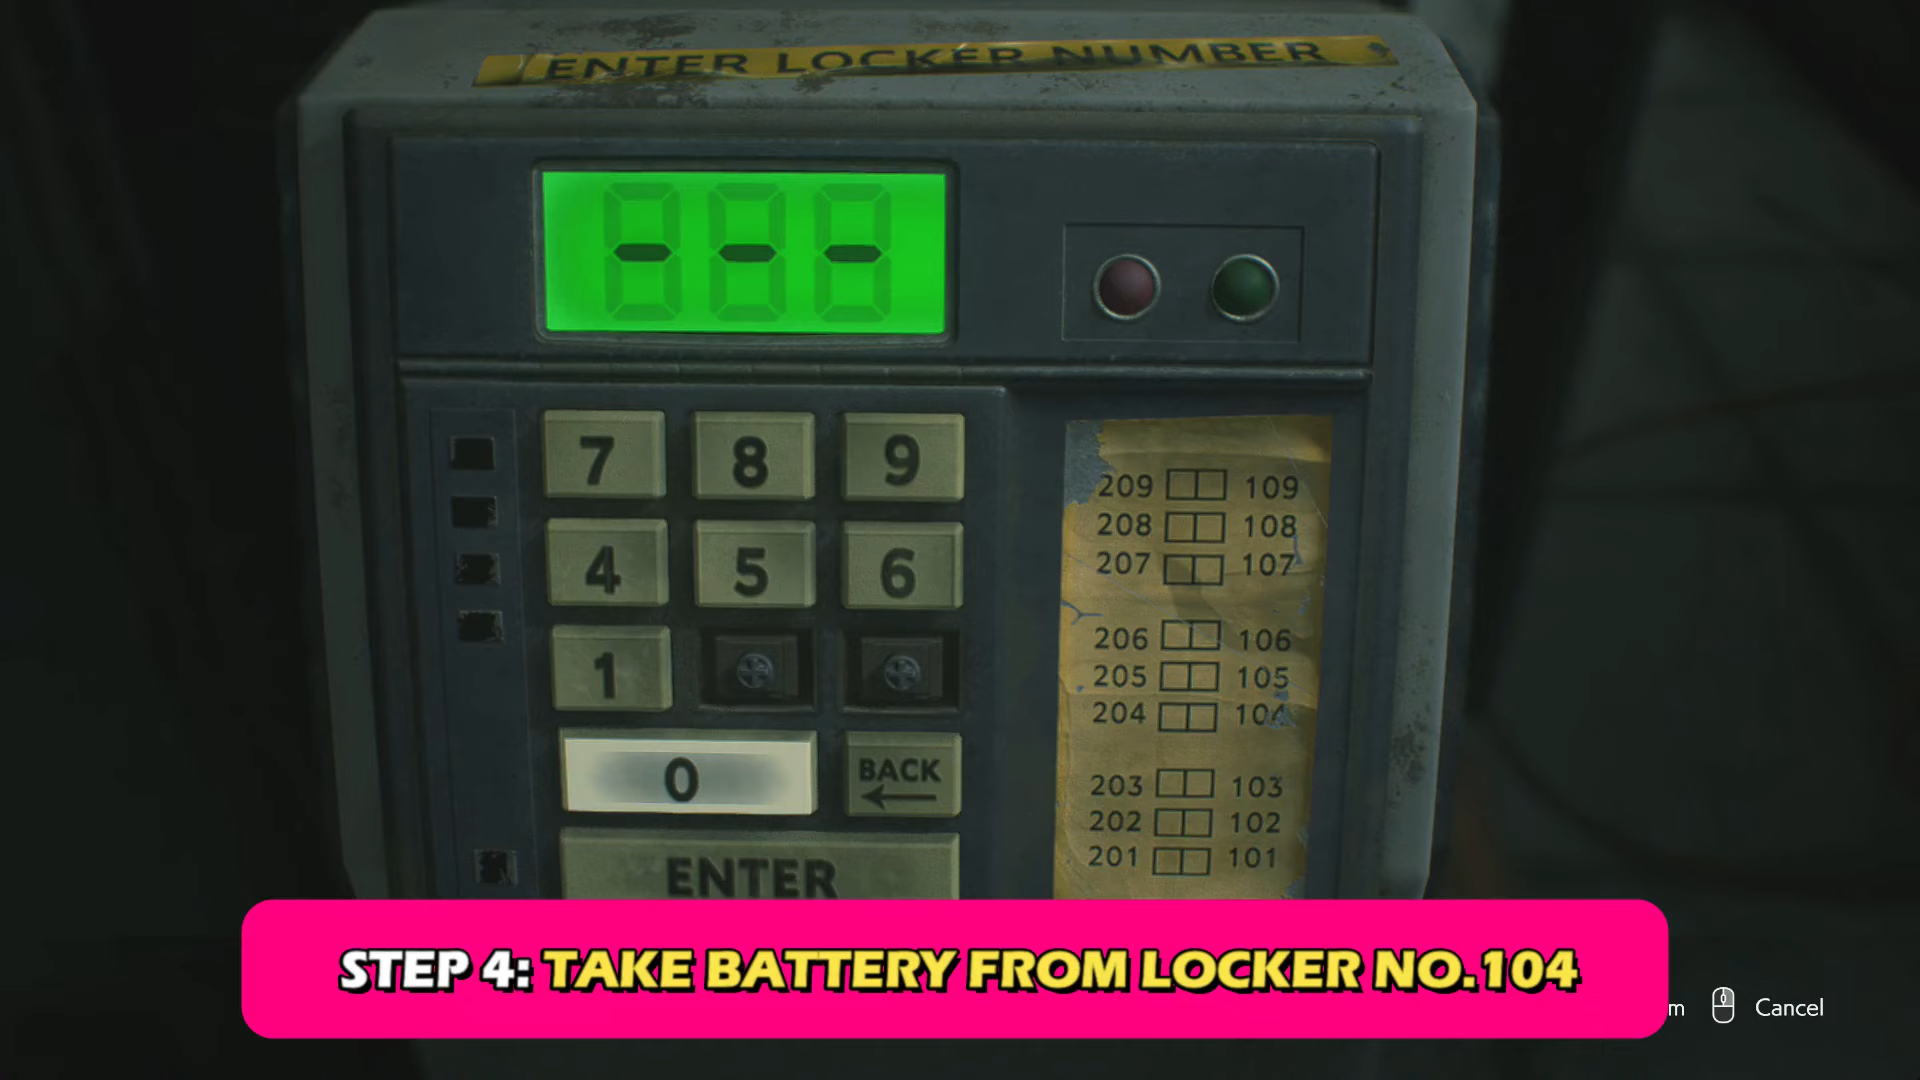 ENTER LOCKER NUMBER
7 8 9
4 5 6
1
0 BACK
ENTER
209 109
208 108
207 107
206 106
205 105
204 104
203 103
202 102
201 101
STEP 4: TAKE BATTERY FROM LOCKER NO.104
m Cancel